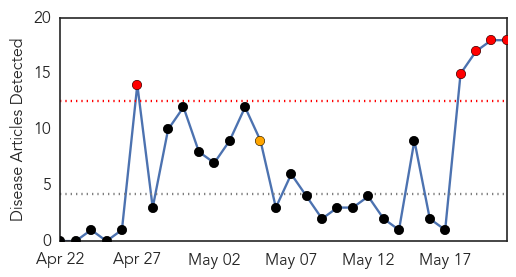 Disease Articles Detected
20
15
10
5
0
Apr 22
Apr 27
May 02
May 07
May 12
May 17